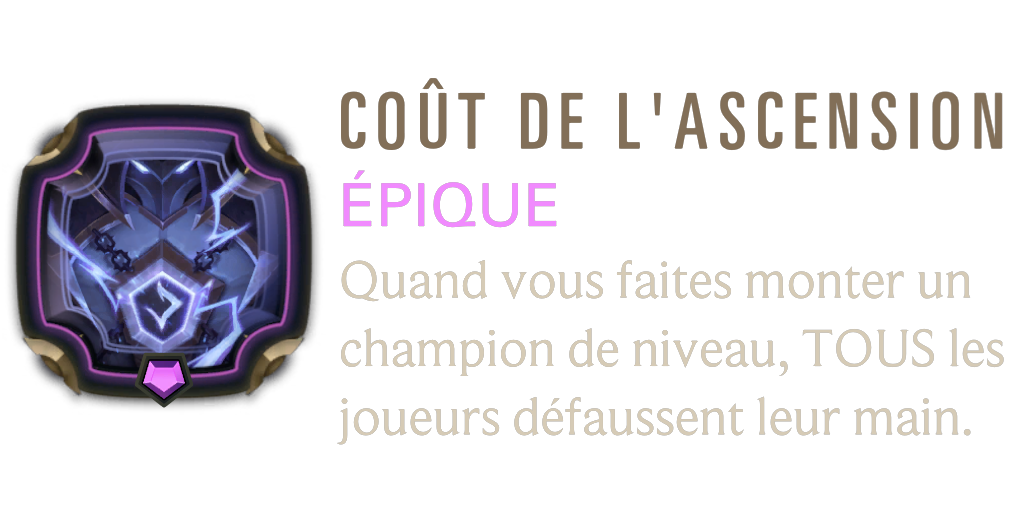 COÛT DE L'ASCENSION
ÉPIQUE
Quand vous faites monter un
champion de niveau, TOUS les
joueurs défaussent leur main.